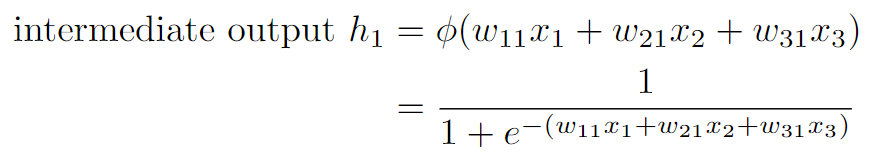 intermediate output h₁ = ϕ(w₁₁x₁ + w₂₁x₂ + w₃₁x₃)
= 1 / (1 + e^−(w₁₁x₁+w₂₁x₂+w₃₁x₃))